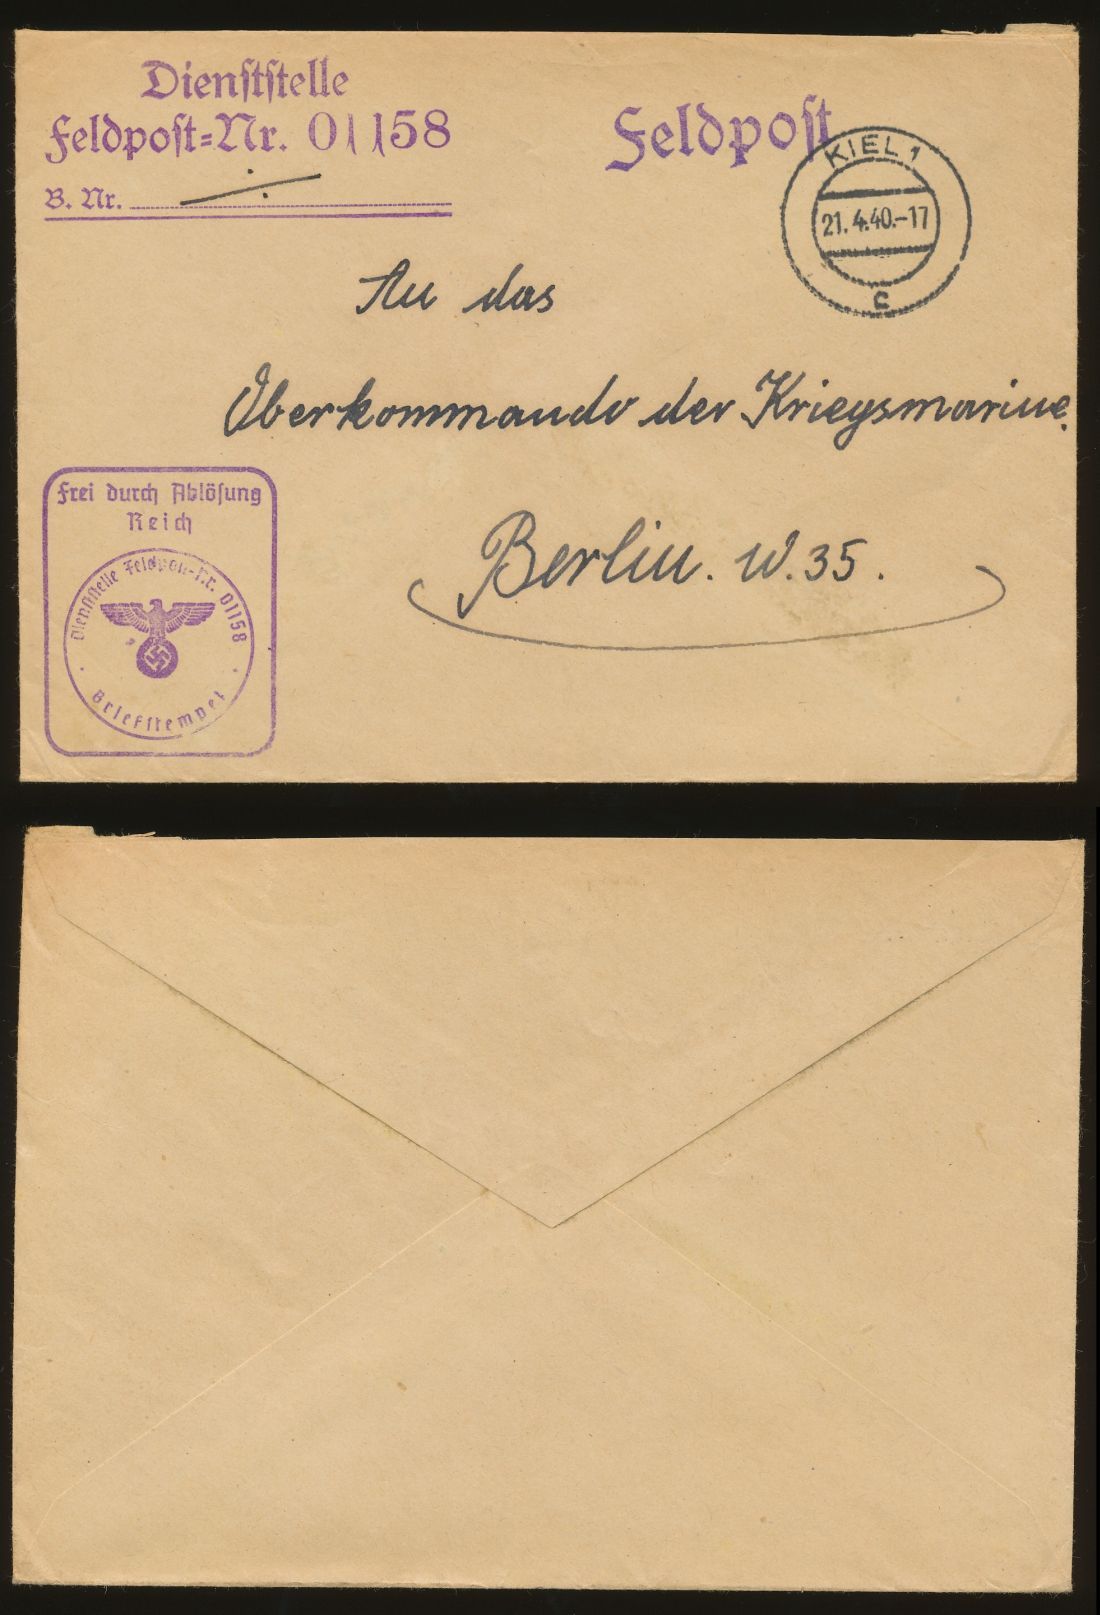 Dienststelle
Feldpost=Nr. 01158
B. Nr.
Feldpost
KIEL 1
21.4.40.-17
c
An das
Oberkommando der Kriegsmarine.
Berlin. W.35.
Frei durch Ablösung
Reich
Dienststelle Feldpost-Nr. 01158
Briefstempel